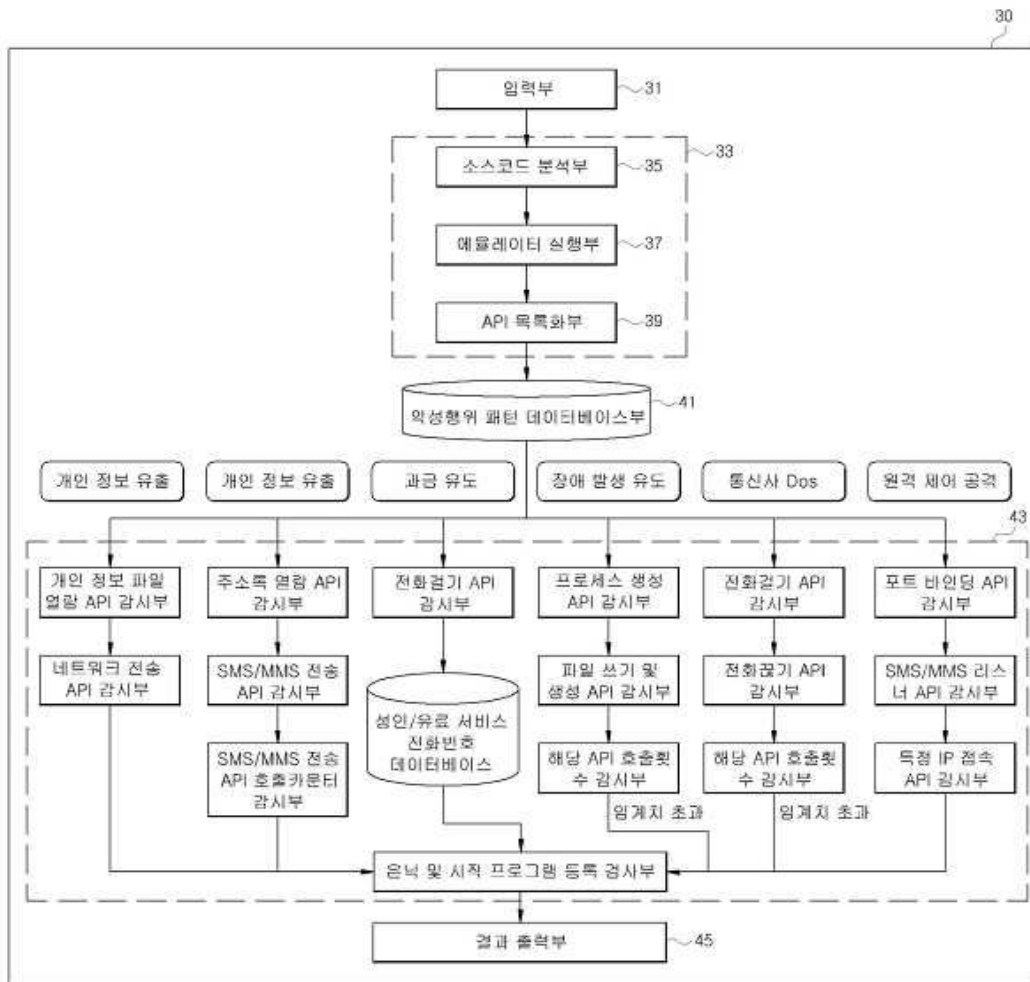 30
입력부
31
33
소스코드 분석부
35
에뮬레이터 실행부
37
API 목록화부
39
41
악성행위 패턴 데이터베이스부
개인 정보 유출
개인 정보 유출
과금 유도
장애 발생 유도
통신사 Dos
원격 제어 공격
43
개인 정보 파일
열람 API 감시부
주소록 열람 API
감시부
전화걸기 API
감시부
프로세스 생성
API 감시부
전화걸기 API
감시부
포트 바인딩 API
감시부
네트워크 전송
API 감시부
SMS/MMS 전송
API 감시부
성인/유료 서비스
전화번호
데이터베이스
파일 쓰기 및
생성 API 감시부
전화끊기 API
감시부
SMS/MMS 리스
너 API 감시부
SMS/MMS 전송
API 호출카운터
감시부
해당 API 호출횟
수 감시부
해당 API 호출횟
수 감시부
특정 IP 접속
API 감시부
임계치 초과
임계치 초과
은닉 및 시작 프로그램 등록 검사부
결과 출력부
45